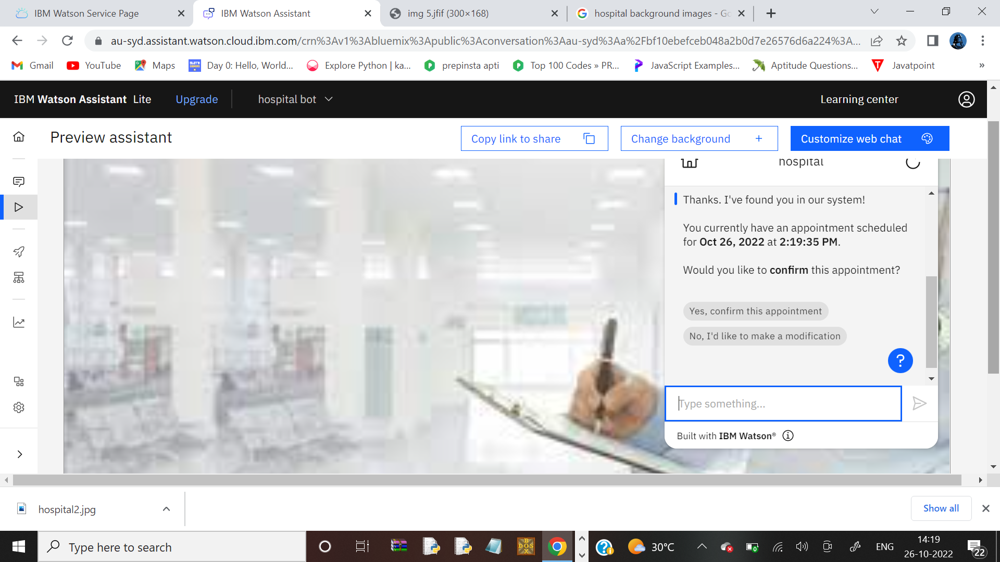 IBM Watson Service Page
IBM Watson Assistant
img 5.jfif (300×168)
hospital background images - Go
au-syd.assistant.watson.cloud.ibm.com/crn%3Av1%3Abluemix%3Apublic%3Aconversation%3Aau-syd%3Aa%2Fbf10ebefceb048a2b0d7e26576d6a224%3A...
Gmail
YouTube
Maps
Day 0: Hello, World...
Explore Python | ka...
prepinsta apti
Top 100 Codes » PR...
JavaScript Examples...
Aptitude Questions...
Javatpoint
»
IBM Watson Assistant Lite
Upgrade
hospital bot
Learning center
Preview assistant
Copy link to share
Change background +
Customize web chat
hospital
Thanks. I've found you in our system!
You currently have an appointment scheduled
for Oct 26, 2022 at 2:19:35 PM.
Would you like to confirm this appointment?
Yes, confirm this appointment
No, I'd like to make a modification
?
Type something...
Built with IBM Watson®
hospital2.jpg
Show all
Type here to search
30°C
ENG
14:19
26-10-2022
22